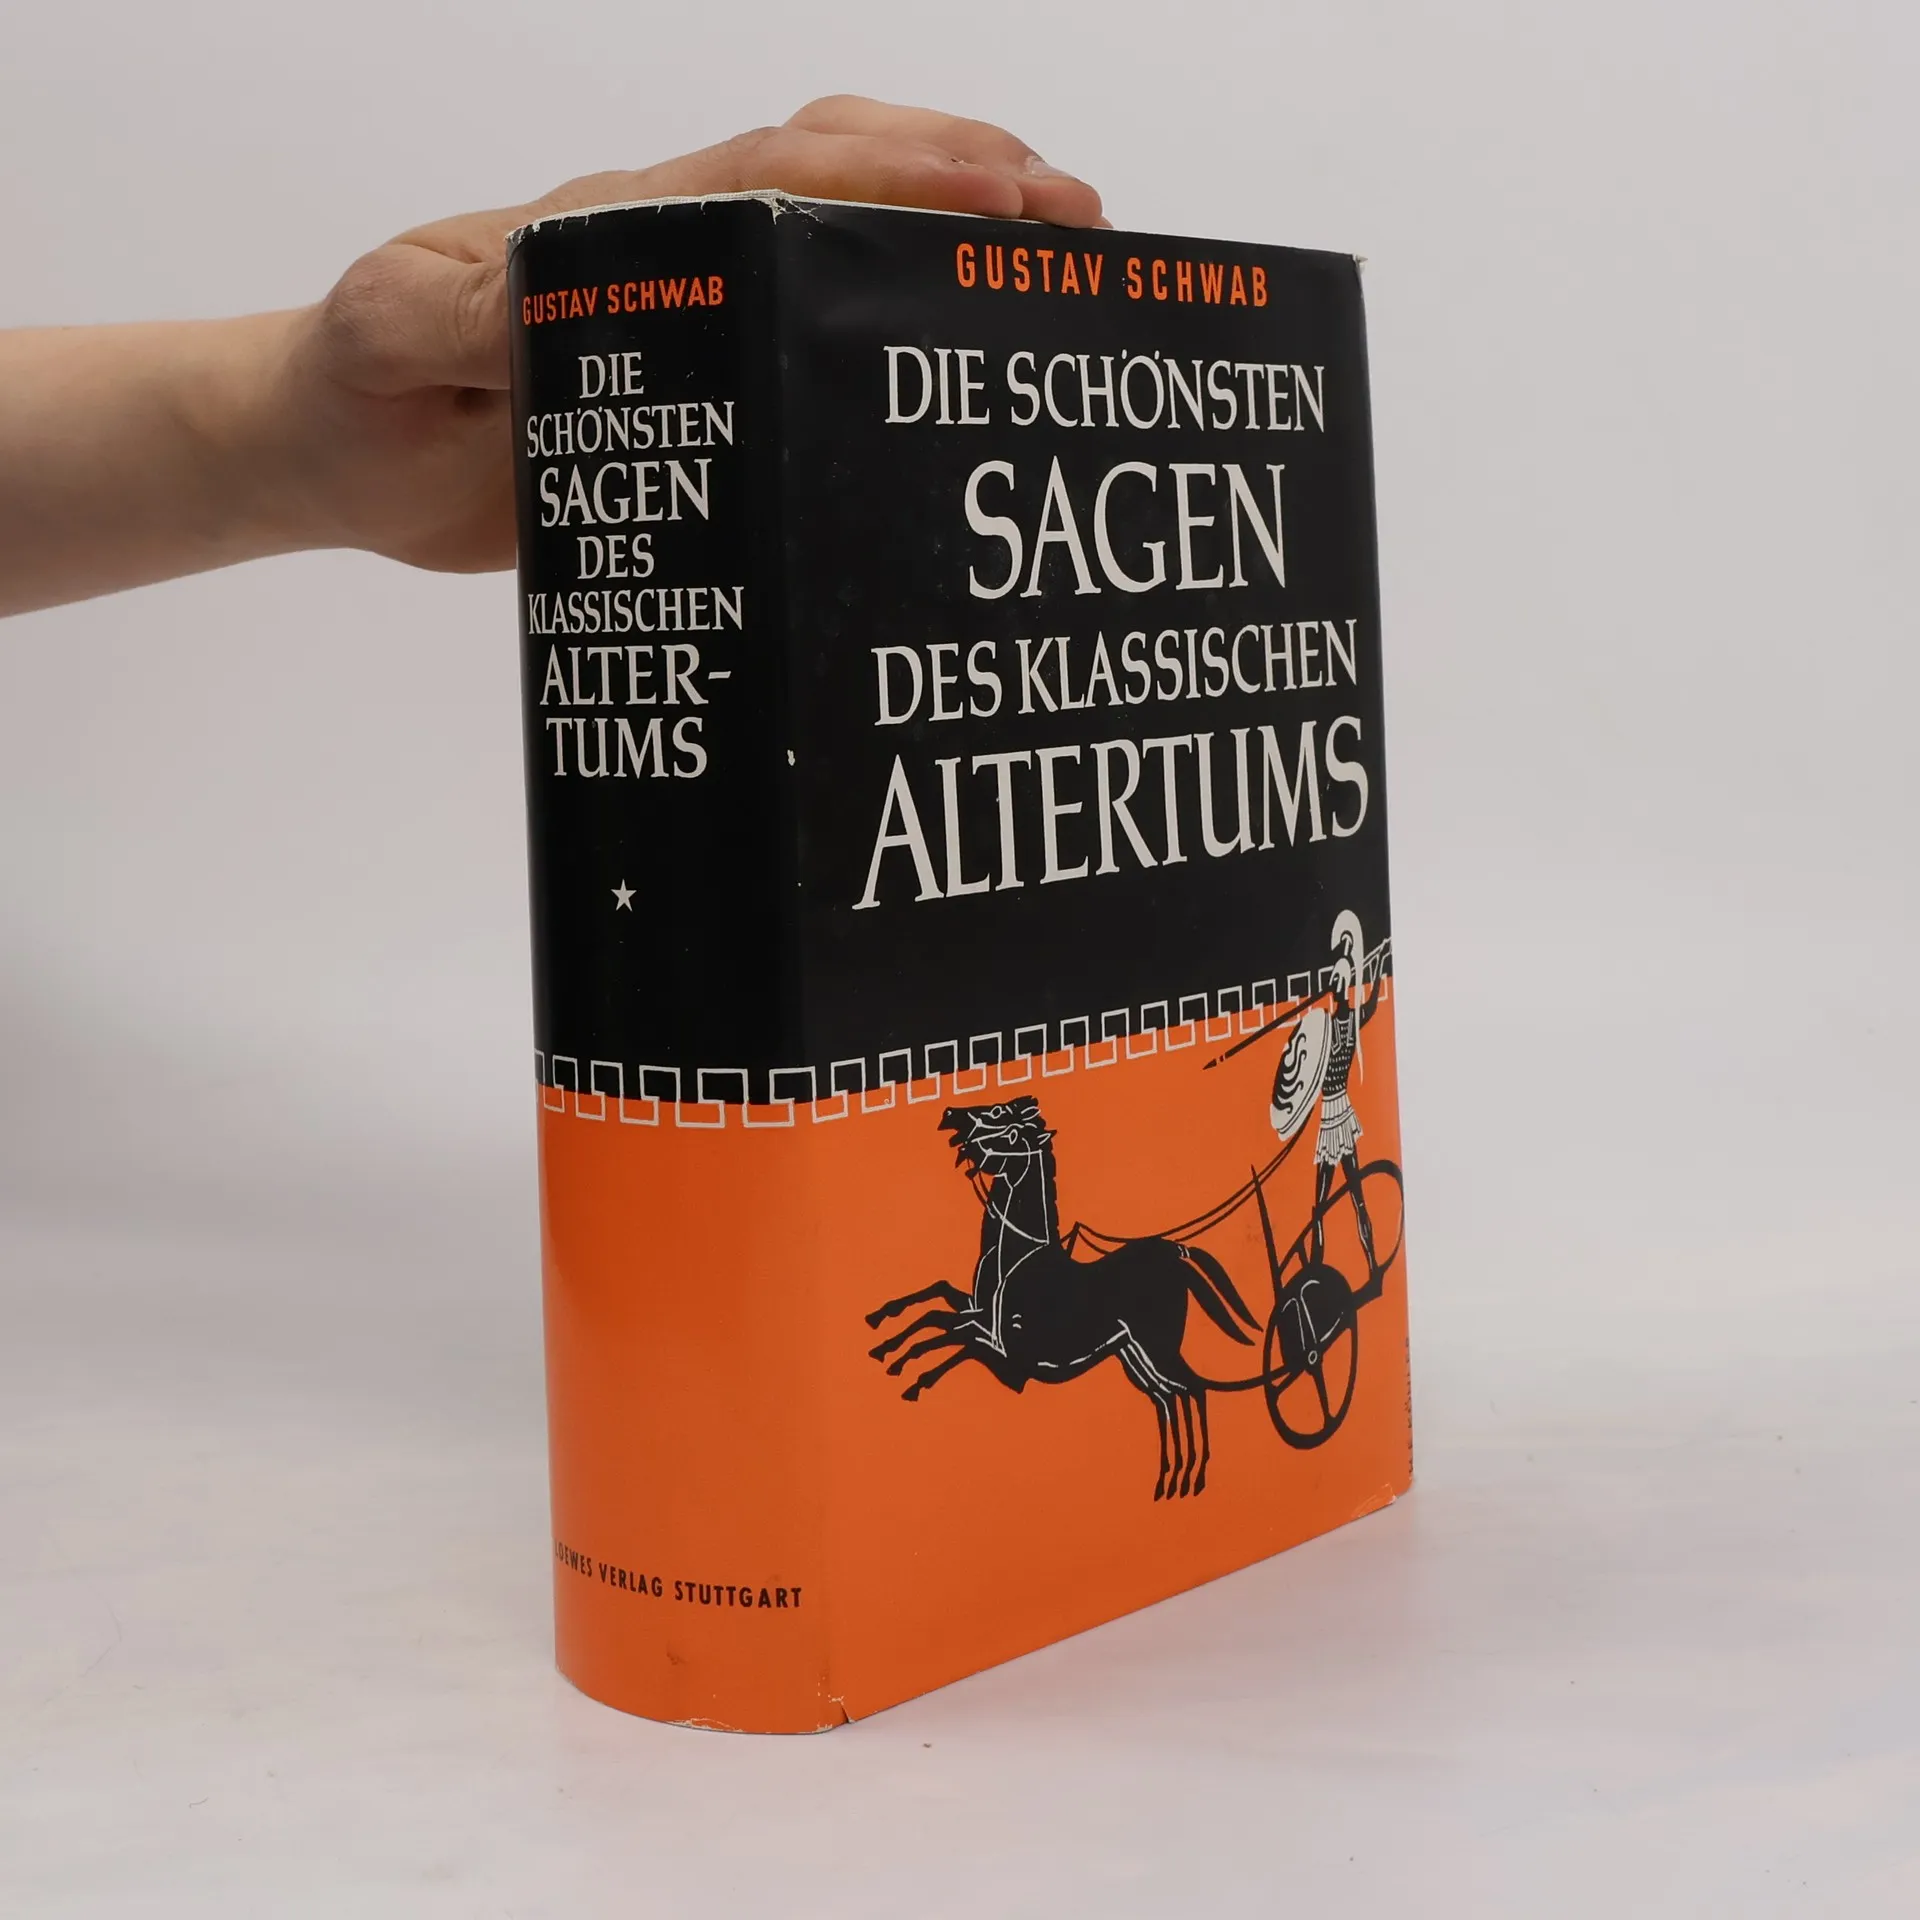 GUSTAV SCHWAB
DIE
SCHÖNSTEN
SAGEN
DES
KLASSISCHEN
ALTER-
TUMS
LOEWES VERLAG STUTTGART
GUSTAV SCHWAB
DIE SCHÖNSTEN
SAGEN
DES KLASSISCHEN
ALTERTUMS